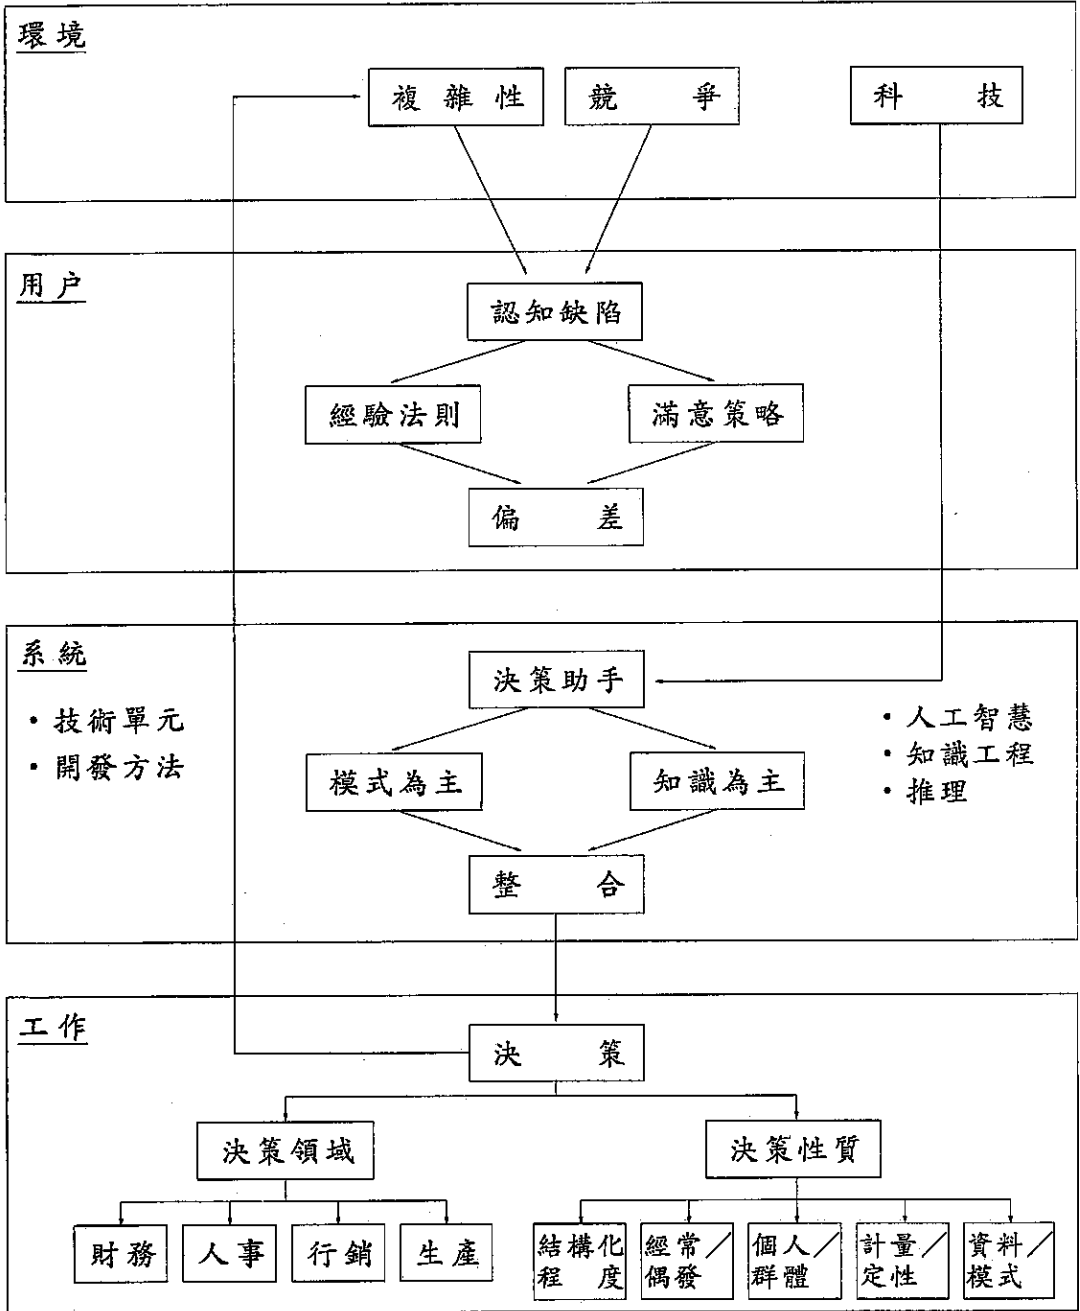 環境
複雜性 競爭 科技
用户
認知缺陷
經驗法則 滿意策略
偏差
系統
決策助手
・技術單元
・開發方法
・人工智慧
・知識工程
・推理
模式為主 知識為主
整合
工作
決策
決策領域 決策性質
財務 人事 行銷 生產
結構化
程度
經常／
偶發
個人／
群體
計量／
定性
資料／
模式